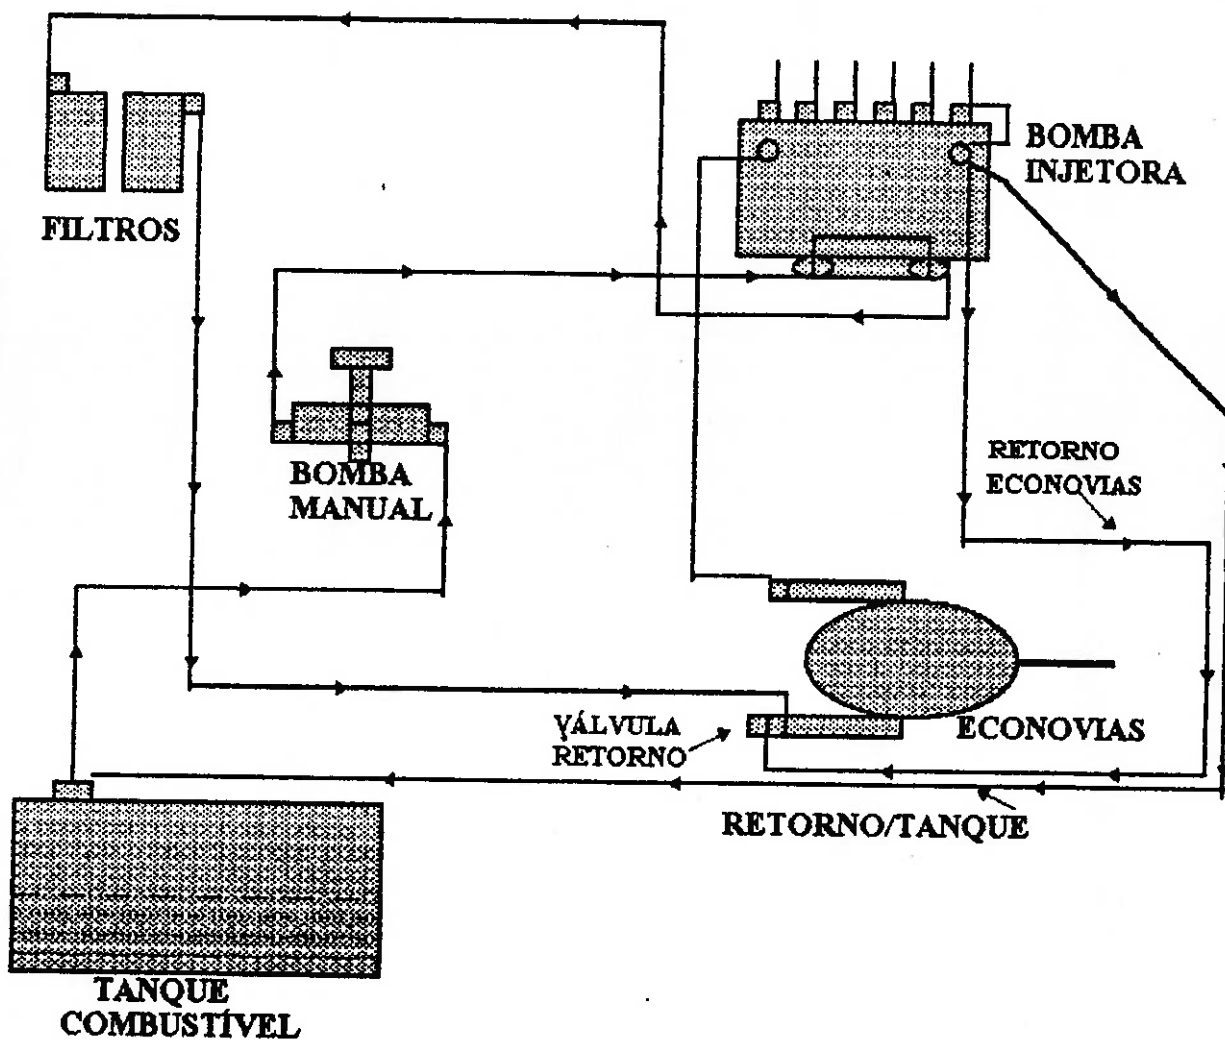 BOMBA
INJETORA
FILTROS
BOMBA
MANUAL
RETORNO
ECONOVIAS
VÁLVULA
RETORNO
ECONOVIAS
RETORNO/TANQUE
TANQUE
COMBUSTÍVEL